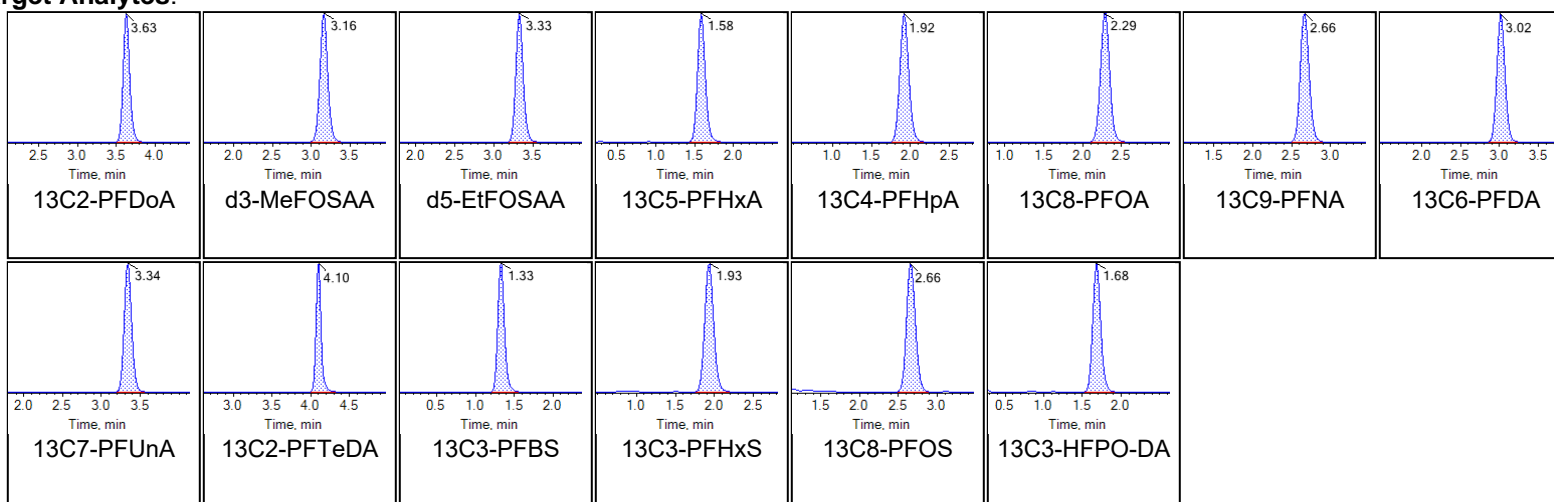 rget Analytes:
3.63
2.5 3.0 3.5 4.0
Time, min
13C2-PFDoA
3.16
2.0 2.5 3.0 3.5
Time, min
d3-MeFOSAA
3.33
2.0 2.5 3.0 3.5
Time, min
d5-EtFOSAA
1.58
0.5 1.0 1.5 2.0
Time, min
13C5-PFHxA
1.92
1.0 1.5 2.0 2.5
Time, min
13C4-PFHpA
2.29
1.0 1.5 2.0 2.5
Time, min
13C8-PFOA
2.66
1.5 2.0 2.5 3.0
Time, min
13C9-PFNA
3.02
2.0 2.5 3.0 3.5
Time, min
13C6-PFDA
3.34
2.0 2.5 3.0 3.5
Time, min
13C7-PFUnA
4.10
3.0 3.5 4.0 4.5
Time, min
13C2-PFTeDA
1.33
0.5 1.0 1.5 2.0
Time, min
13C3-PFBS
1.93
1.0 1.5 2.0 2.5
Time, min
13C3-PFHxS
2.66
1.5 2.0 2.5 3.0
Time, min
13C8-PFOS
1.68
0.5 1.0 1.5 2.0
Time, min
13C3-HFPO-DA